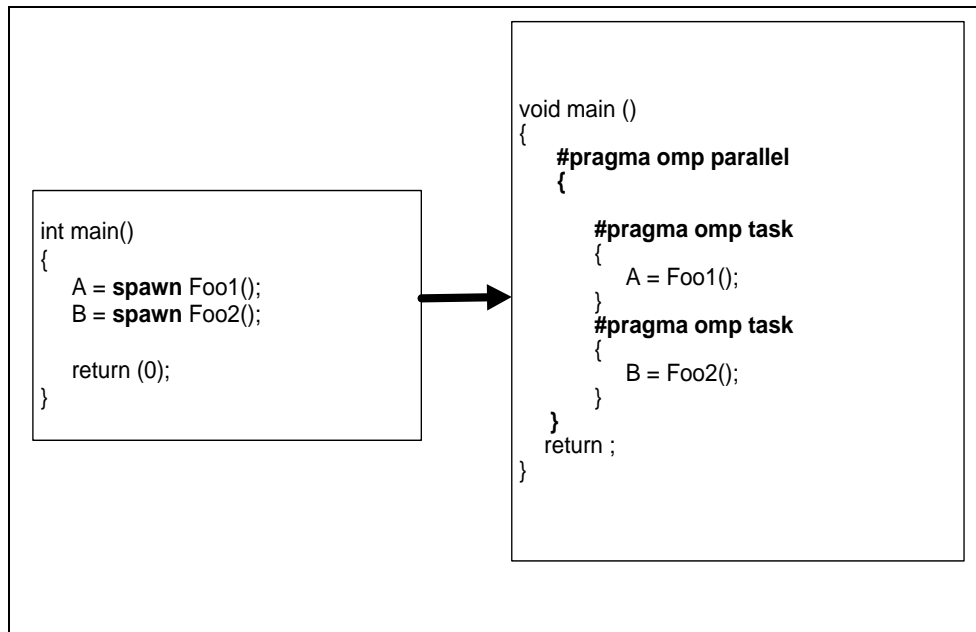 int main()
{
A = spawn Foo1();
B = spawn Foo2();
return (0);
}
void main ()
{
#pragma omp parallel
{
#pragma omp task
{
A = Foo1();
}
#pragma omp task
{
B = Foo2();
}
}
return ;
}